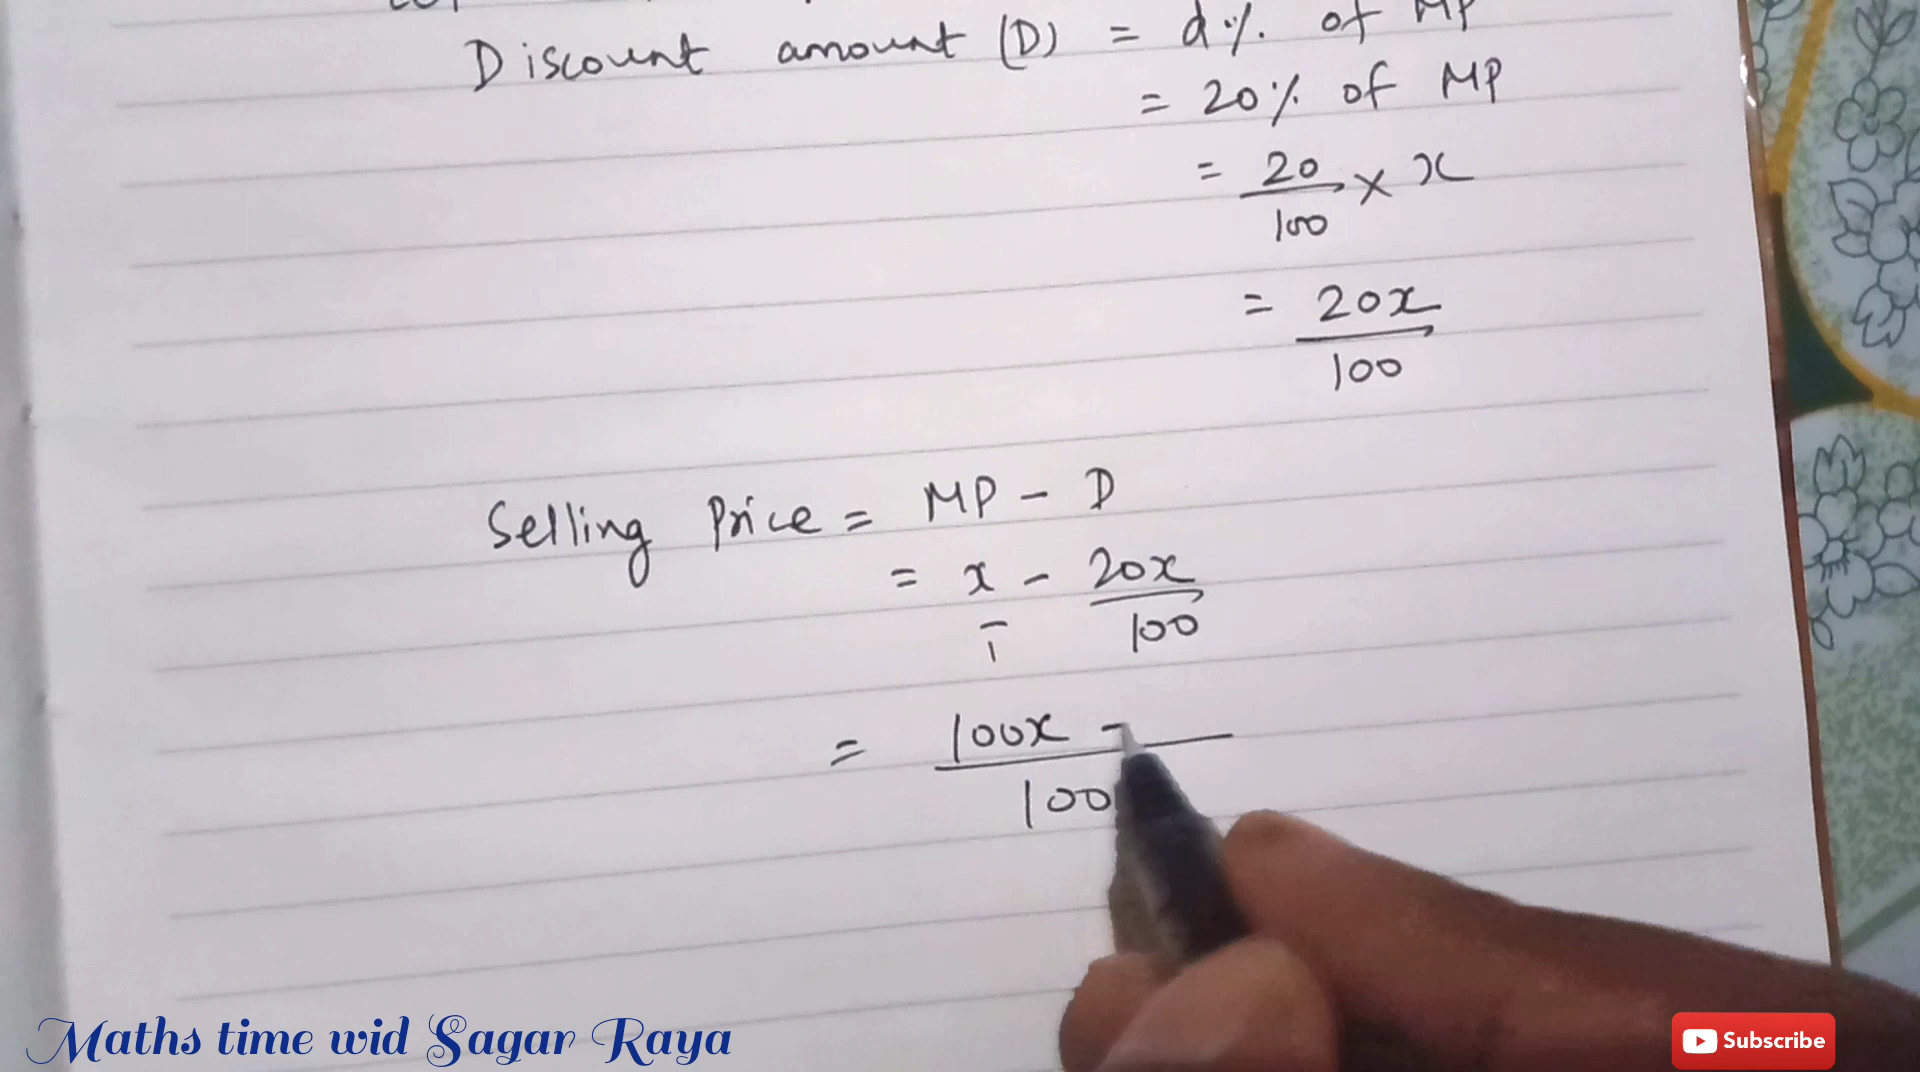 Discount amount (D) = d% of MP
= 20% of MP
= 20/100 × x
= 20x/100
Selling Price = MP - D
= x/1 - 20x/100
= 100x - /100
Maths time wid Sagar Raya
Subscribe